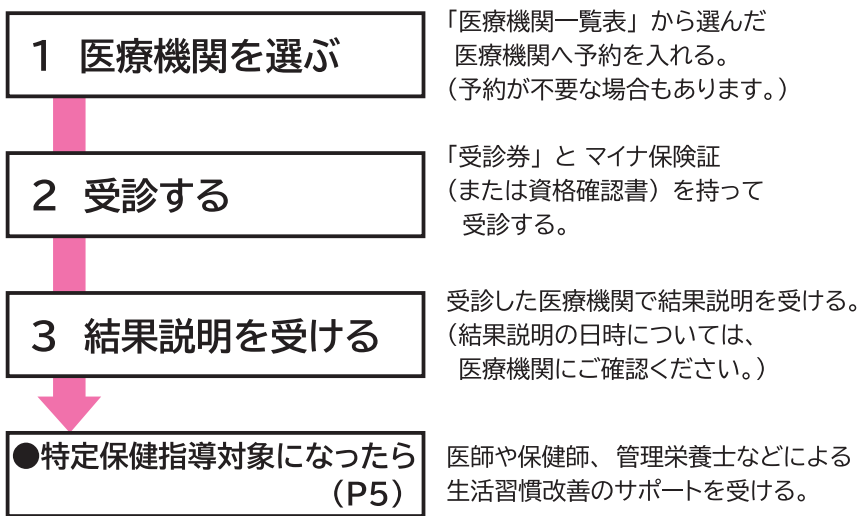 1 医療機関を選ぶ
「医療機関一覧表」から選んだ
医療機関へ予約を入れる。
（予約が不要な場合もあります。）
2 受診する
「受診券」と マイナ保険証
（または資格確認書）を持って
受診する。
3 結果説明を受ける
受診した医療機関で結果説明を受ける。
（結果説明の日時については、
医療機関にご確認ください。）
●特定保健指導対象になったら
（P5）
医師や保健師、管理栄養士などによる
生活習慣改善のサポートを受ける。